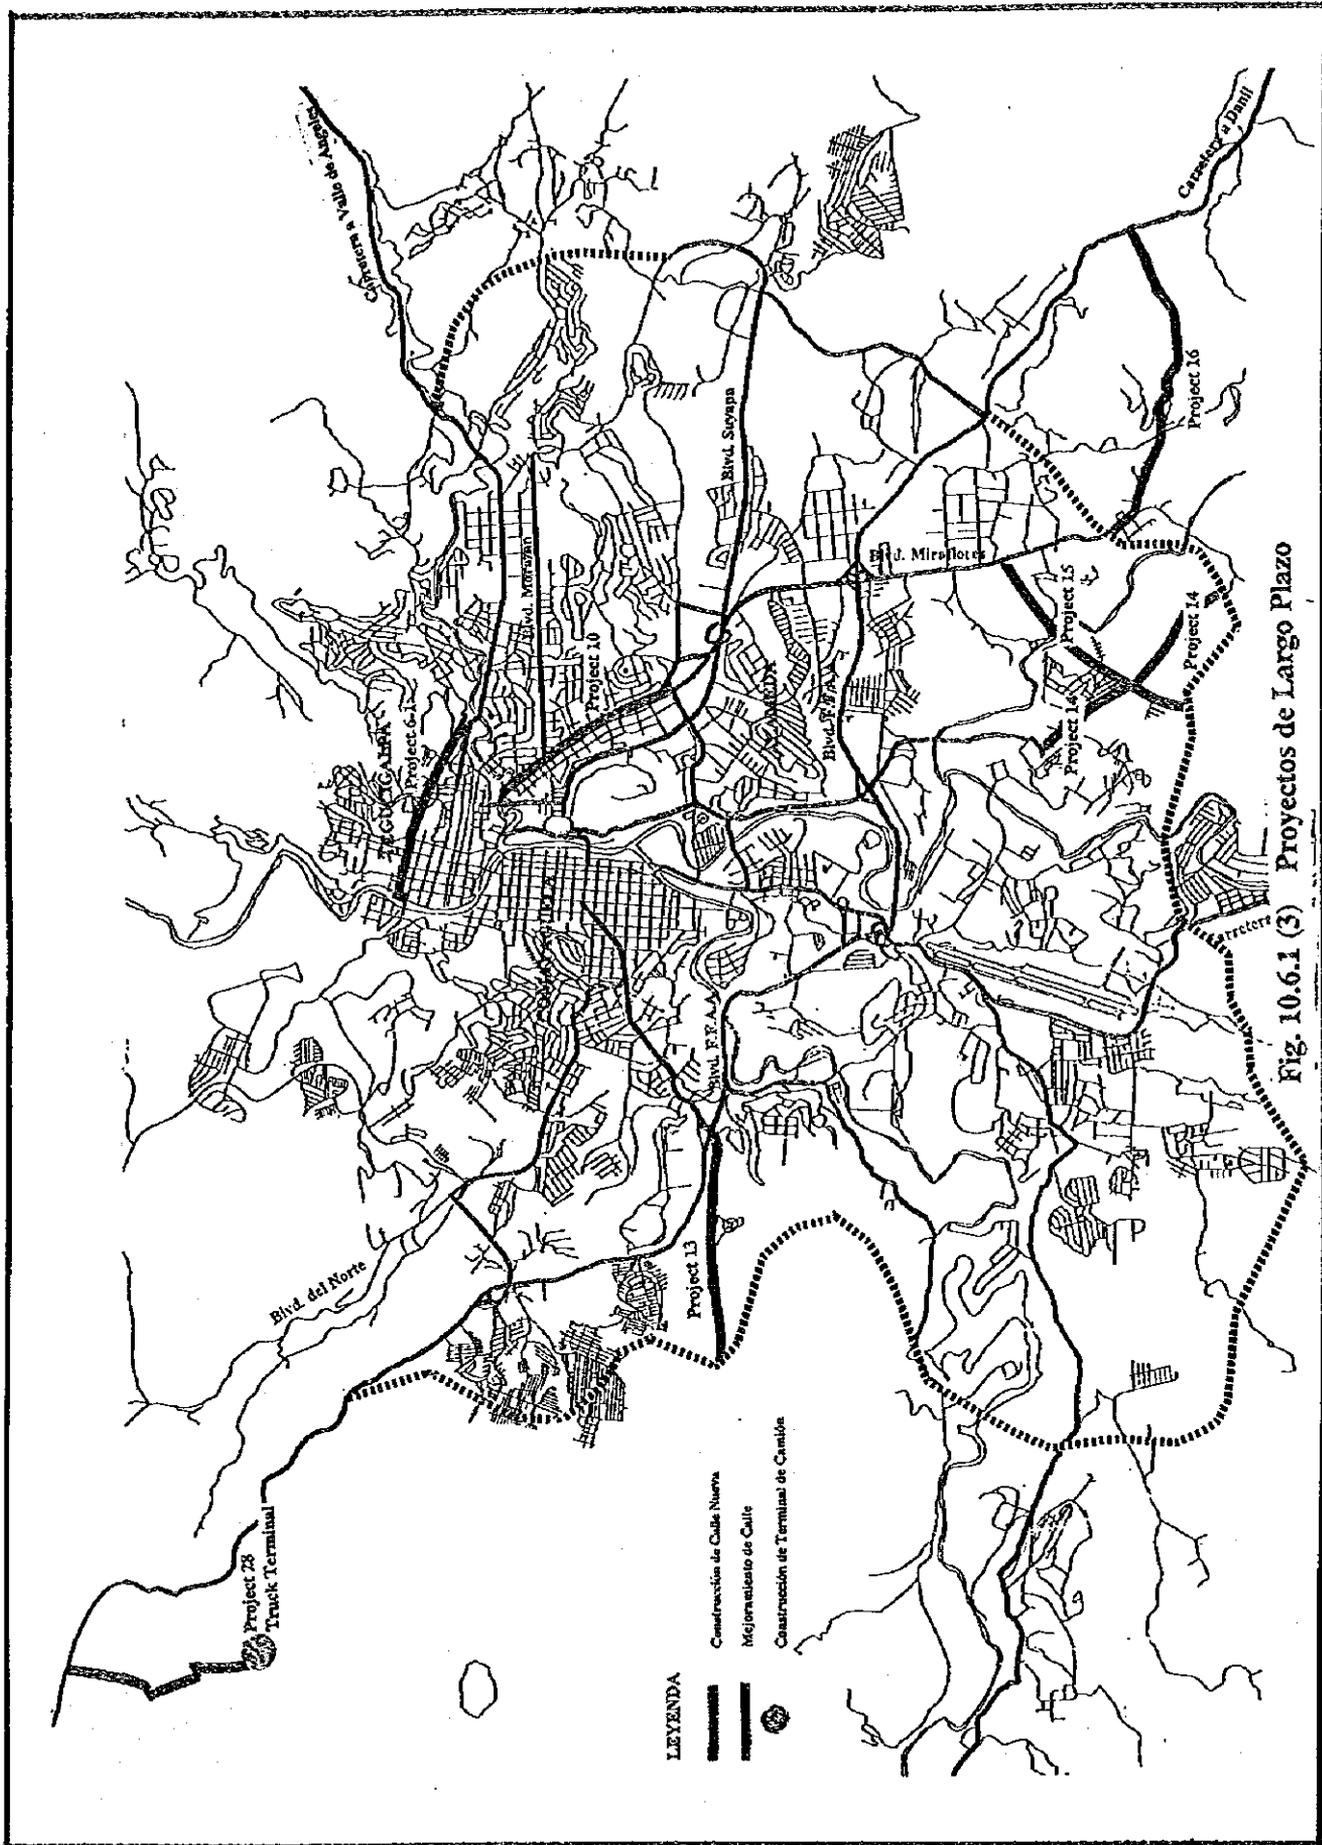 Carretera a Valle de Angeles
Carretera a Danlí
TEGUCIGALPA
Project 6-1
Blvd. Morazan
Project 10
Blvd. Suyapa
Blvd. Miraflores
Blvd. F.F.A.A.
Project 16
Project 15
Project 14
Project 14
Blvd. F.F.A.A.
Project 13
Blvd. del Norte
Project 28
Truck Terminal
LEYENDA
Construcción de Calle Nueva
Mejoramiento de Calle
Construcción de Terminal de Camión
Fig. 10.6.1 (3) Proyectos de Largo Plazo